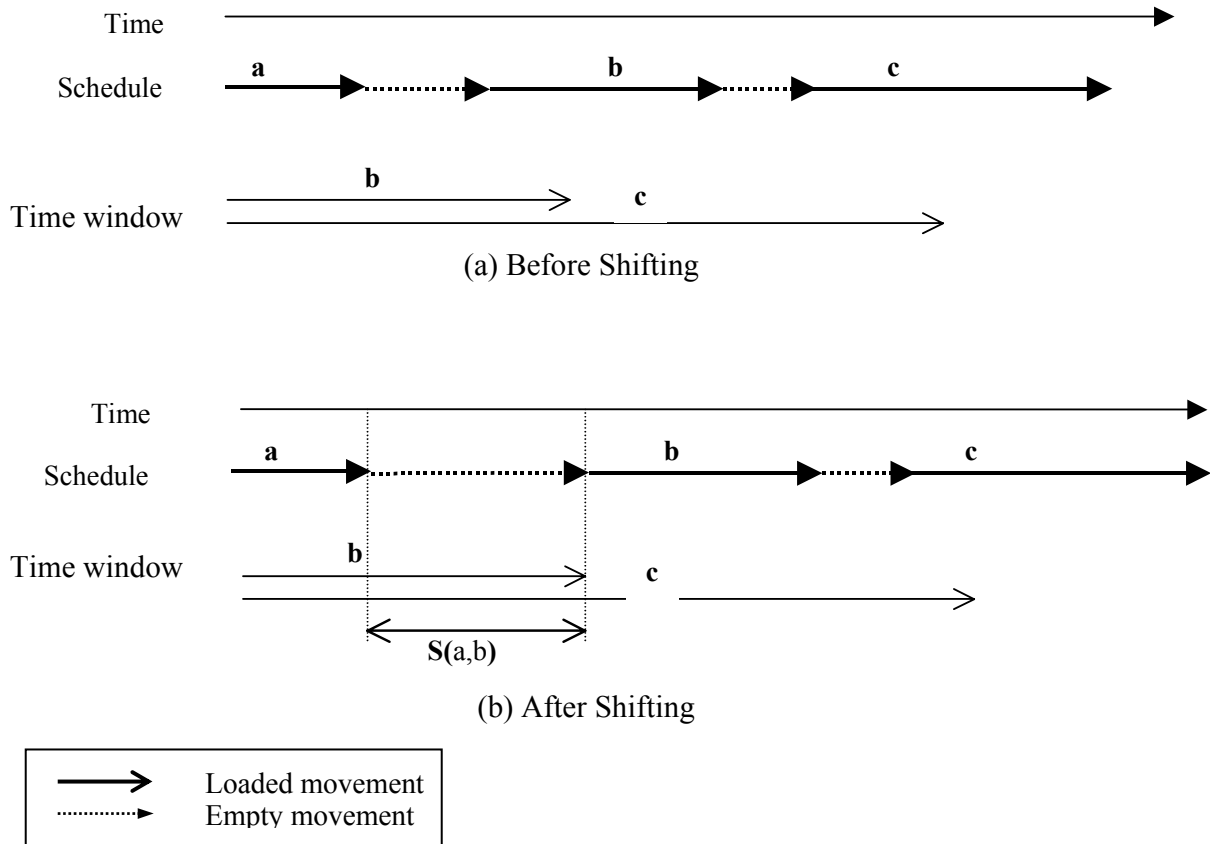 Time
a b c
Schedule
b
c
Time window
(a) Before Shifting
Time
a b c
Schedule
b
c
Time window
S(a,b)
(b) After Shifting
Loaded movement
Empty movement